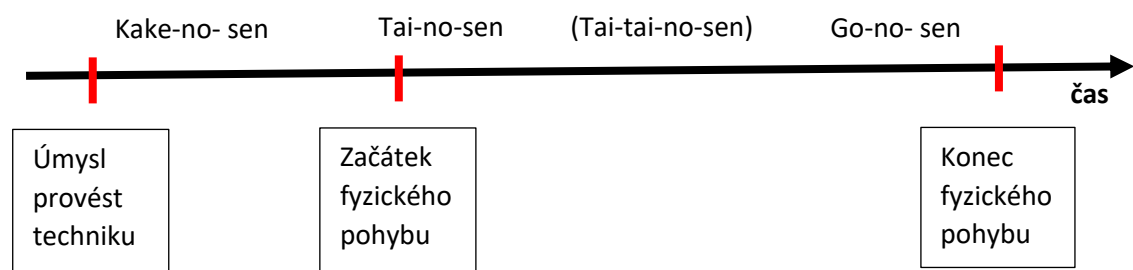 Kake-no- sen Tai-no-sen (Tai-tai-no-sen) Go-no- sen
čas
Úmysl
provést
techniku
Začátek
fyzického
pohybu
Konec
fyzického
pohybu